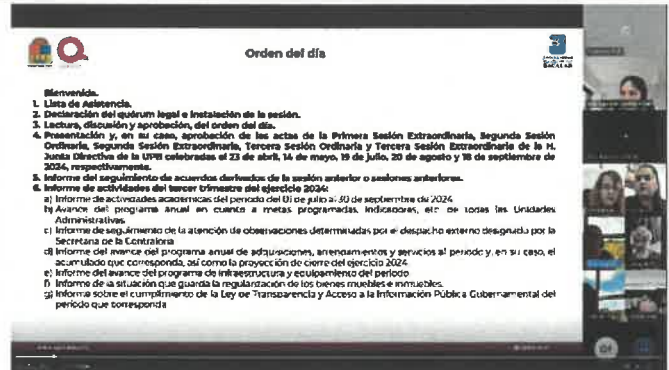 Orden del día
BACALAR
Bienvenida.
1. Lista de Asistencia.
2. Declaración del quórum legal e instalación de la sesión.
3. Lectura, discusión y aprobación, del orden del día.
4. Presentación y, en su caso, aprobación de las actas de la Primera Sesión Extraordinaria, Segunda Sesión
Ordinaria, Segunda Sesión Extraordinaria, Tercera Sesión Ordinaria y Tercera Sesión Extraordinaria de la H.
Junta Directiva de la UPB celebradas el 23 de abril, 14 de mayo, 19 de julio, 20 de agosto y 18 de septiembre de
2024, respectivamente.
5. Informe del seguimiento de acuerdos derivados de la sesión anterior o sesiones anteriores.
6. Informe de actividades del tercer trimestre del ejercicio 2024:
a) Informe de actividades académicas del periodo del 01 de julio al 30 de septiembre de 2024
b) Avance del programa anual en cuanto a metas programadas, indicadores, etc. de todas las Unidades
Administrativas
c) Informe de seguimiento de la atención de observaciones determinadas por el despacho externo designado por la
Secretaría de la Contraloría
d) Informe del avance del programa anual de adquisiciones, arrendamientos y servicios al periodo y, en su caso, el
acumulado que corresponda, así como la proyección de cierre del ejercicio 2024
e) Informe del avance del programa de infraestructura y equipamiento del periodo
f) Informe de la situación que guarda la regularización de los bienes muebles e inmuebles.
g) Informe sobre el cumplimiento de la Ley de Transparencia y Acceso a la Información Pública Gubernamental del
periodo que corresponda